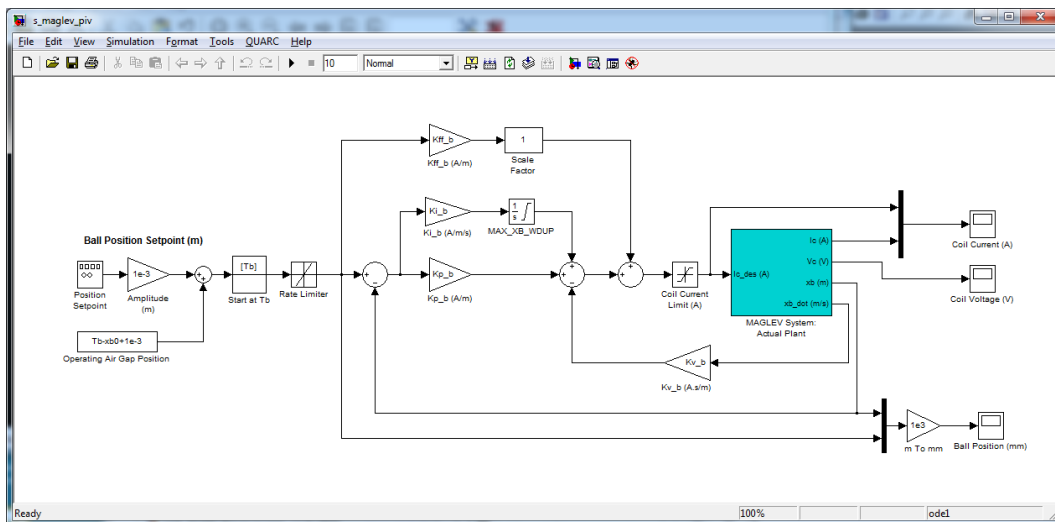 s_maglev_piv
File Edit View Simulation Format Tools QUARC Help
10 Normal
Kff_b
Kff_b (A/m)
1
Scale
Factor
Ki_b
Ki_b (A/m/s)
1
s
MAX_XB_WDUP
Ball Position Setpoint (m)
Position
Setpoint
1e-3
Amplitude
(m)
[Tb]
Start at Tb
Rate Limiter
Kp_b
Kp_b (A/m)
Coil Current
Limit (A)
Ic_des (A)
Ic (A)
Vc (V)
xb (m)
xb_dot (m/s)
MAGLEV System:
Actual Plant
Coil Current (A)
Coil Voltage (V)
Tb-xb0+1e-3
Operating Air Gap Position
Kv_b
Kv_b (A.s/m)
1e3
m To mm
Ball Position (mm)
Ready 100% ode1